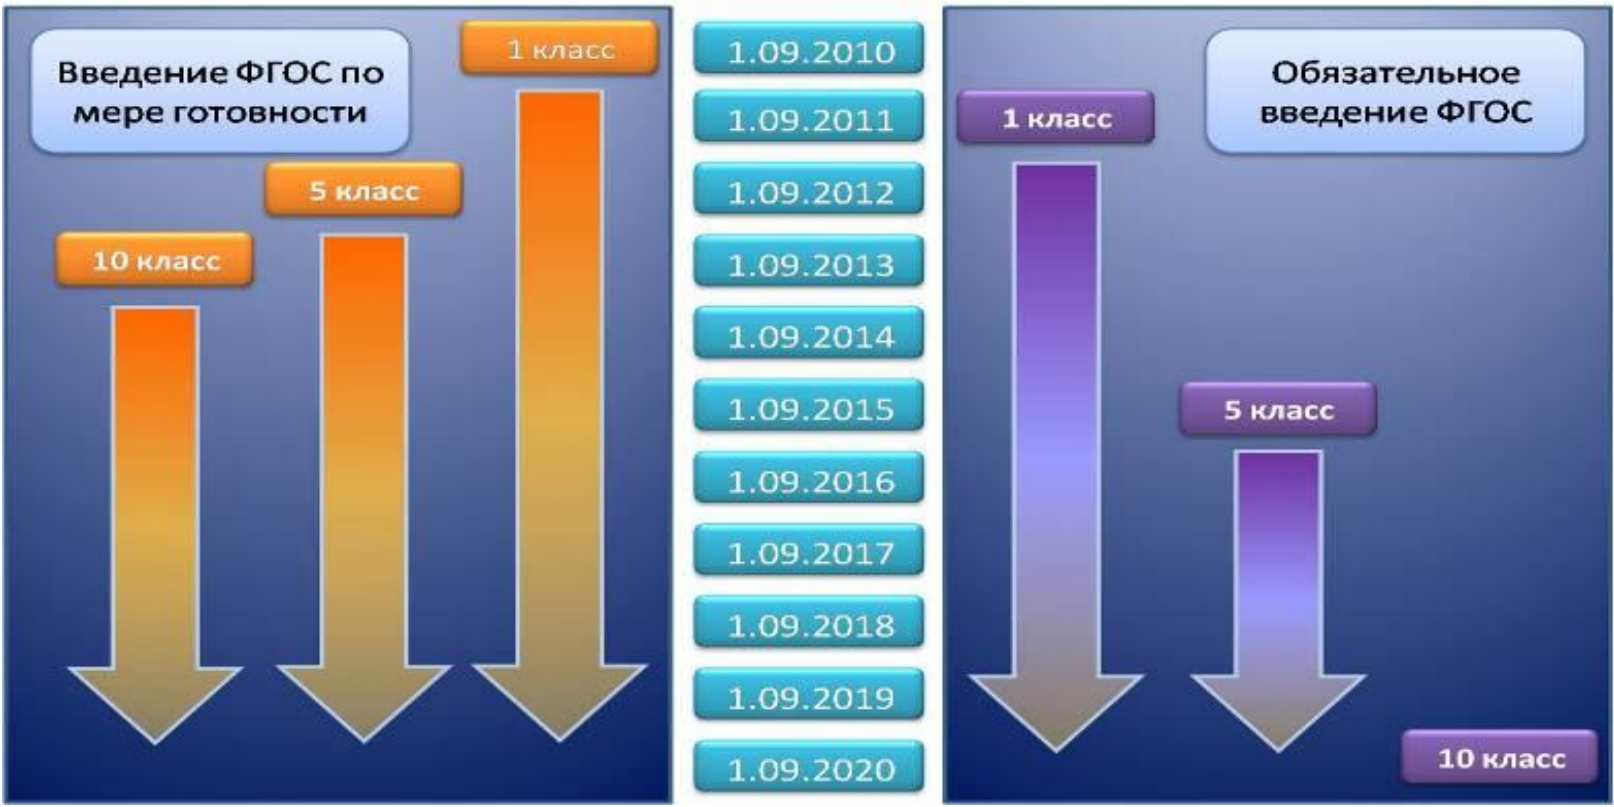 Введение ФГОС по
мере готовности
1 класс
5 класс
10 класс
1.09.2010
1.09.2011
1.09.2012
1.09.2013
1.09.2014
1.09.2015
1.09.2016
1.09.2017
1.09.2018
1.09.2019
1.09.2020
Обязательное
введение ФГОС
1 класс
5 класс
10 класс